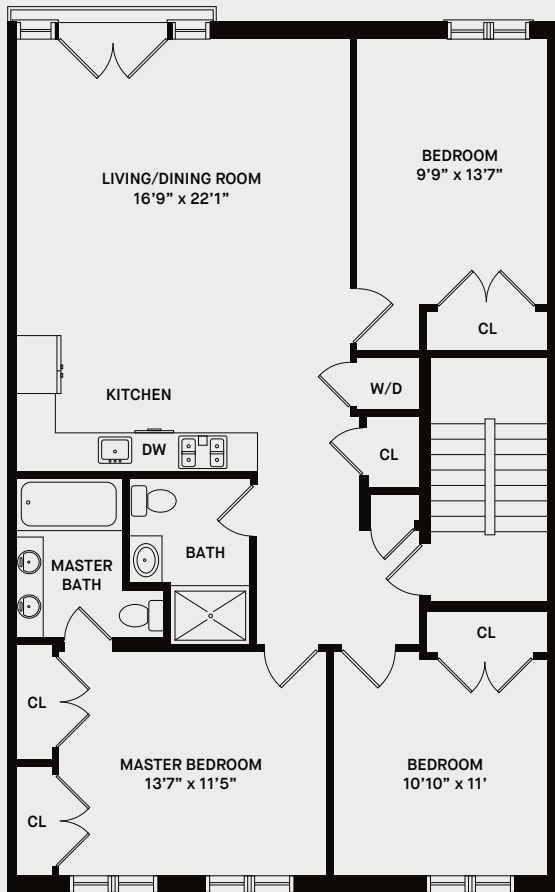 LIVING/DINING ROOM
16’9” x 22’1”
BEDROOM
9’9” x 13’7”
CL
W/D
KITCHEN
DW
CL
BATH
MASTER
BATH
CL
CL
MASTER BEDROOM
13’7” x 11’5”
BEDROOM
10’10” x 11’
CL